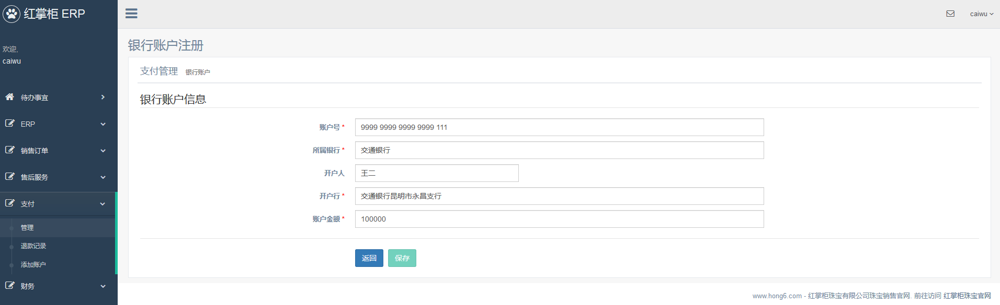 红掌柜 ERP
caiwu
欢迎,
caiwu
待办事宜
ERP
销售订单
售后服务
支付
管理
退款记录
添加账户
财务
银行账户注册
支付管理 银行账户
银行账户信息
账户号 * 9999 9999 9999 9999 111
所属银行 * 交通银行
开户人 王二
开户行 * 交通银行昆明市永昌支行
账户金额 * 100000
返回 保存
www.hong6.com - 红掌柜珠宝有限公司珠宝销售官网. 前往访问 红掌柜珠宝官网